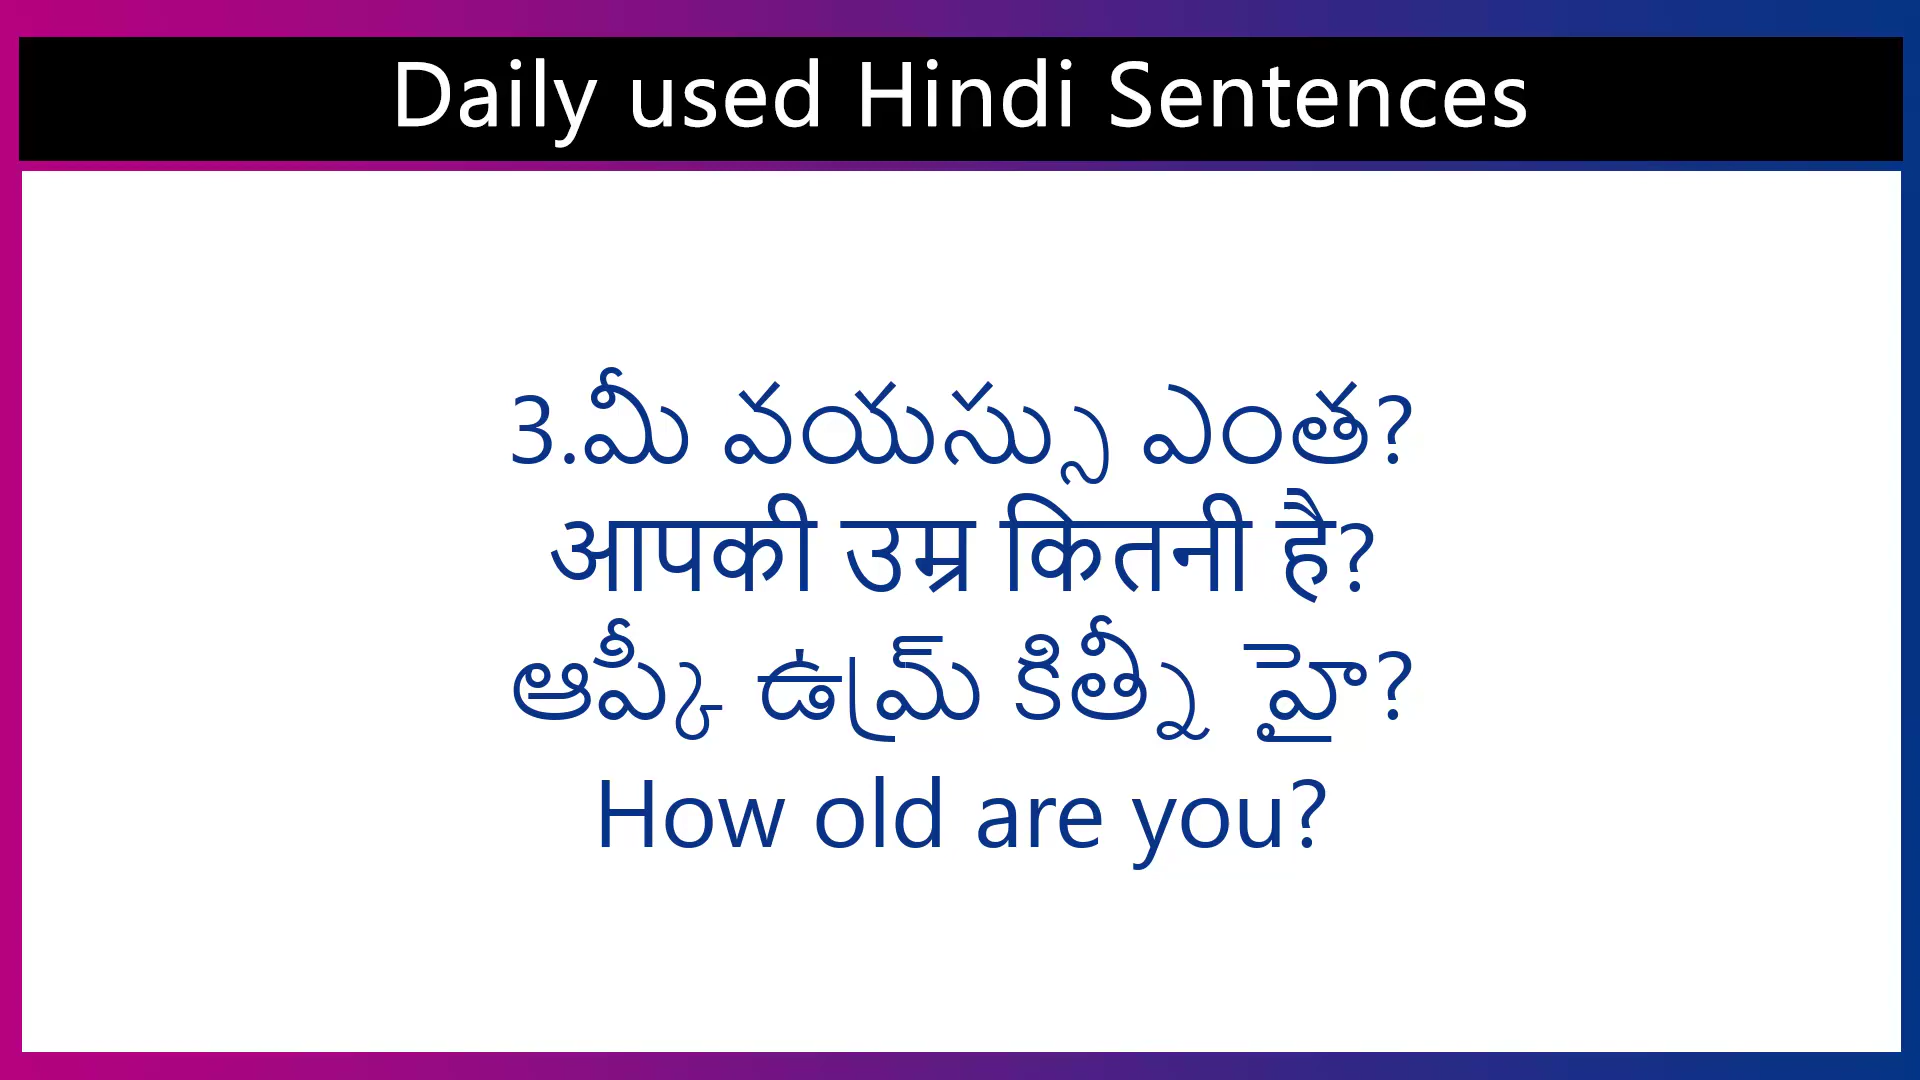 Daily used Hindi Sentences
3.మీ వయస్సు ఎంత?
आपकी उम्र कितनी है?
ఆప్కీ ఉమ్ర్ కిత్నీ హై?
How old are you?